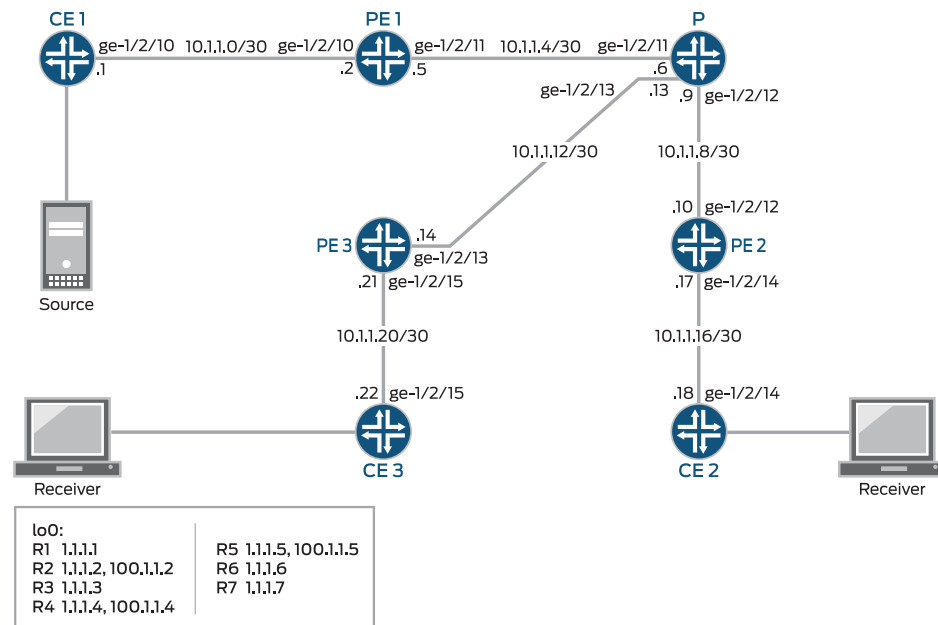 CE 1
PE 1
P
ge-1/2/10
10.1.1.0/30
ge-1/2/10
ge-1/2/11
10.1.1.4/30
ge-1/2/11
.1
.2
.5
.6
ge-1/2/13
.13
.9
ge-1/2/12
10.1.1.12/30
10.1.1.8/30
.10
ge-1/2/12
PE 3
.14
ge-1/2/13
PE 2
.21
ge-1/2/15
.17
ge-1/2/14
Source
10.1.1.20/30
10.1.1.16/30
.22
ge-1/2/15
.18
ge-1/2/14
CE 3
CE 2
Receiver
Receiver
lo0:
R1 1.1.1.1
R2 1.1.1.2, 100.1.1.2
R3 1.1.1.3
R4 1.1.1.4, 100.1.1.4
R5 1.1.1.5, 100.1.1.5
R6 1.1.1.6
R7 1.1.1.7